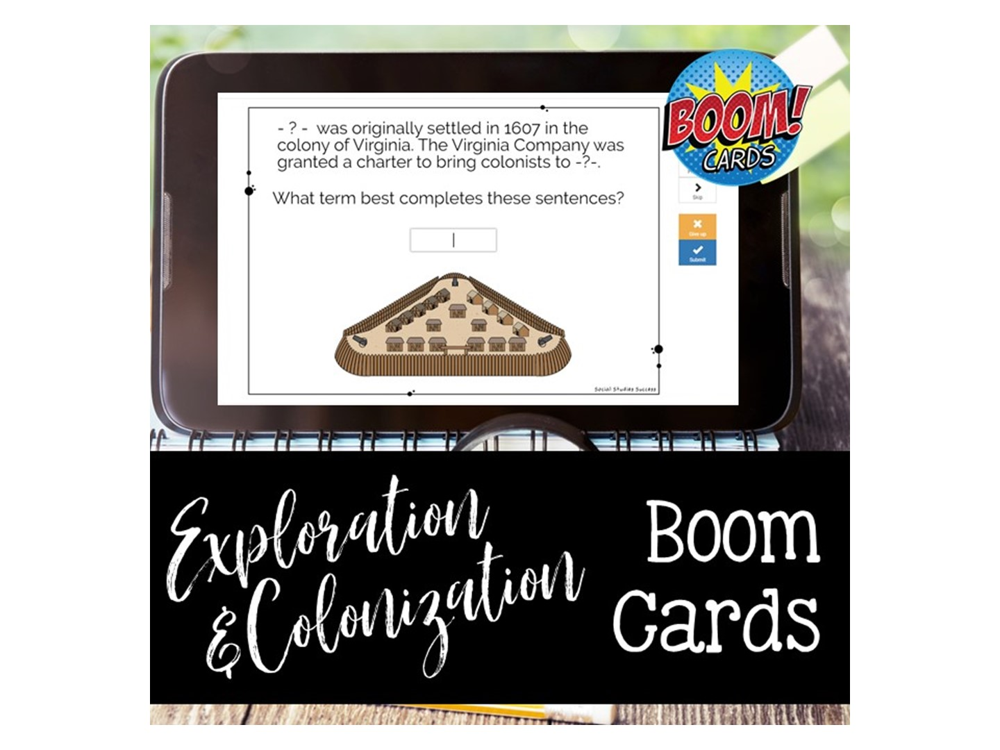 - ? - was originally settled in 1607 in the
colony of Virginia. The Virginia Company was
granted a charter to bring colonists to -?-.
What term best completes these sentences?
BOOM!
CARDS
Skip
Give up
Submit
Social Studies Success
Exploration
& Colonization
Boom
Cards